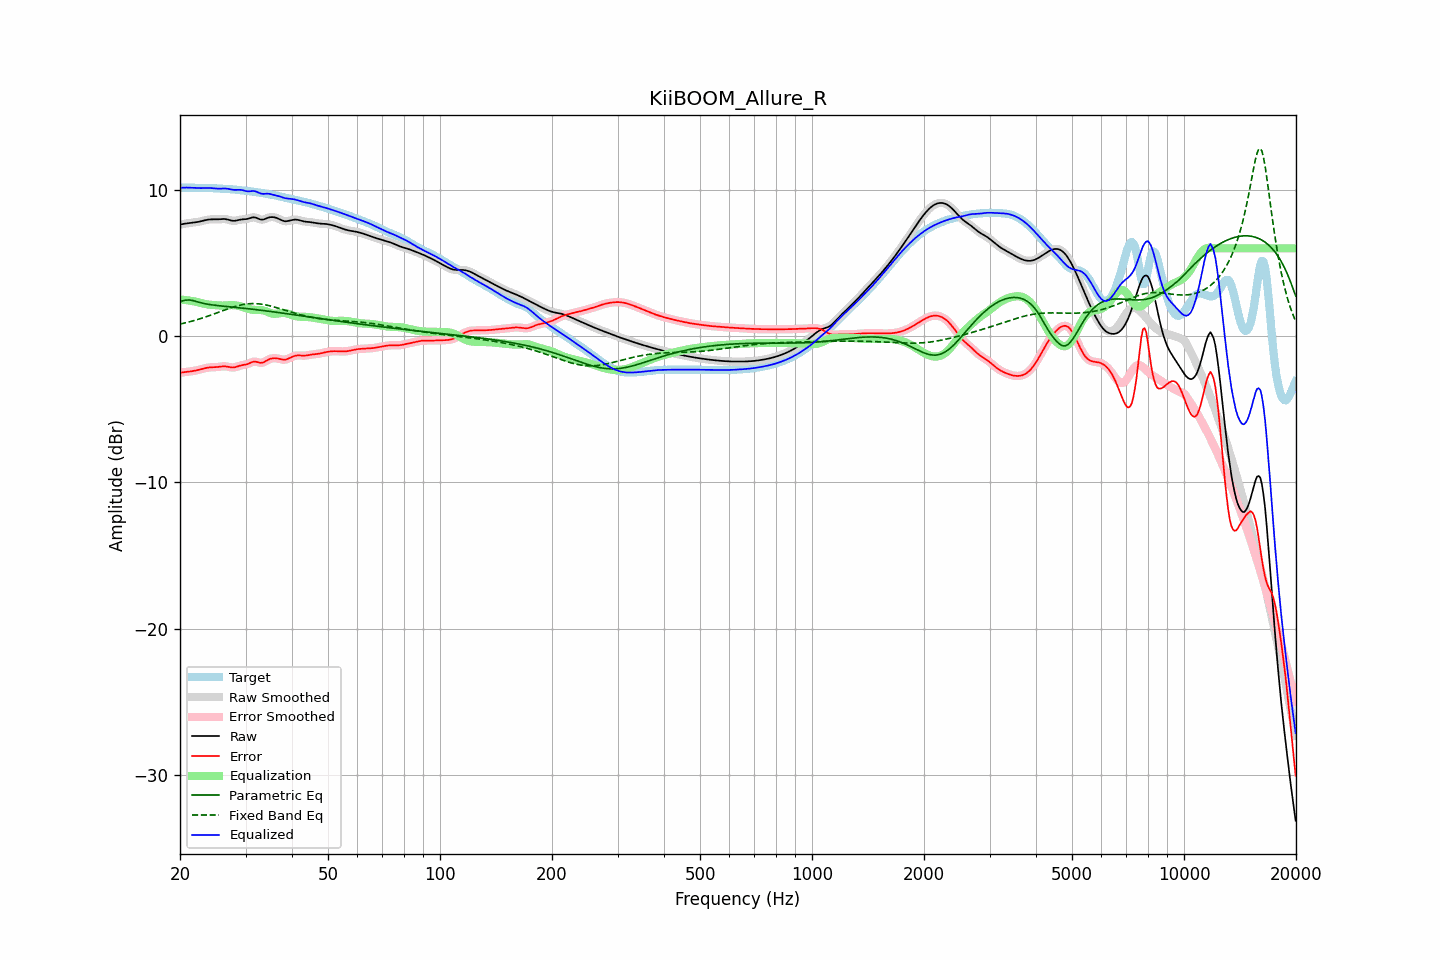 KiiBOOM_Allure_R
Amplitude (dBr)
10
0
−10
−20
−30
Target
Raw Smoothed
Error Smoothed
Raw
Error
Equalization
Parametric Eq
Fixed Band Eq
Equalized
20 50 100 200 500 1000 2000 5000 10000 20000
Frequency (Hz)